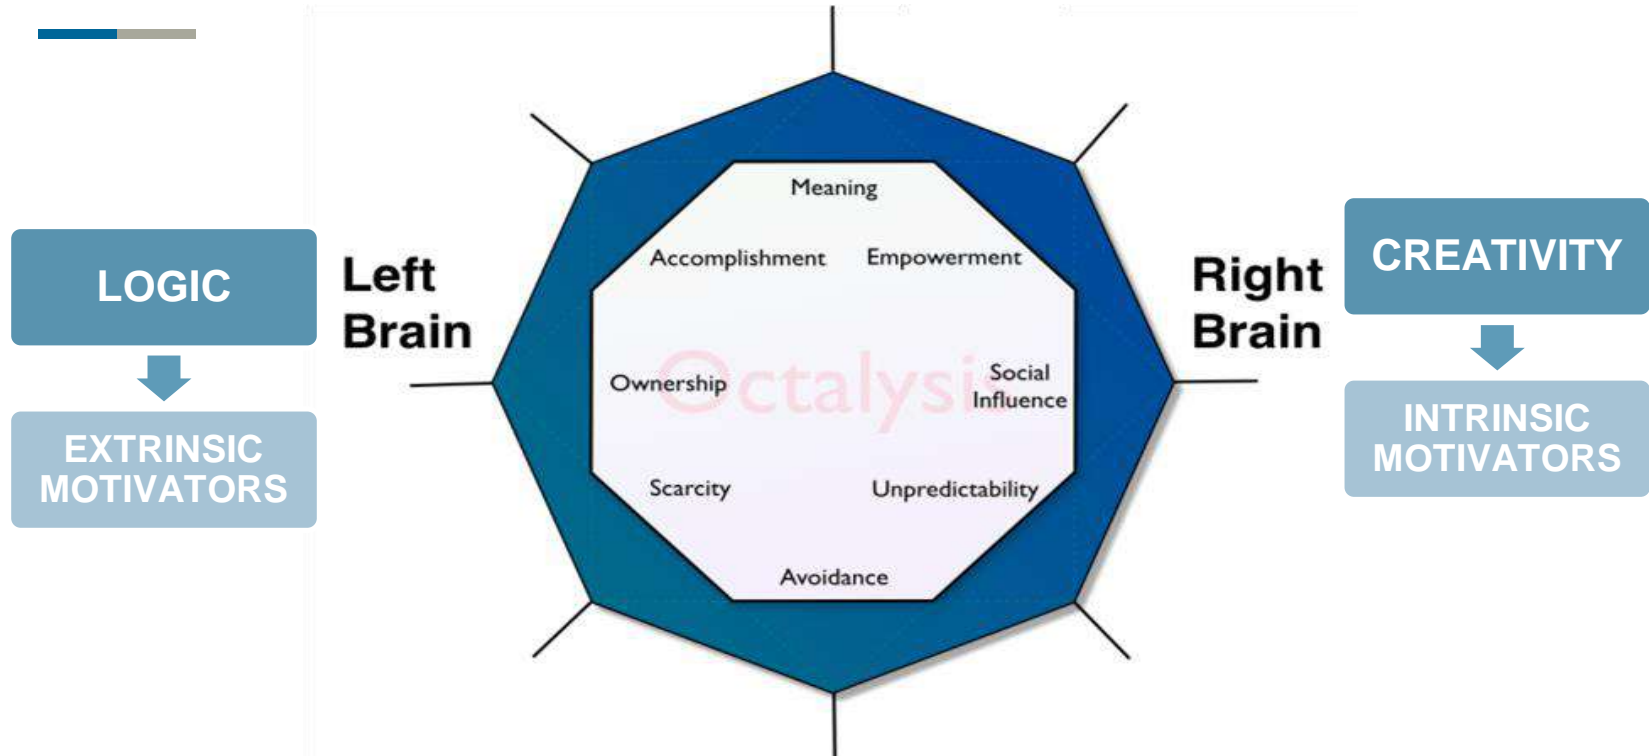 LOGIC
EXTRINSIC
MOTIVATORS
Left
Brain
Meaning
Accomplishment
Empowerment
Ownership
Octalysis
Social
Influence
Scarcity
Unpredictability
Avoidance
Right
Brain
CREATIVITY
INTRINSIC
MOTIVATORS